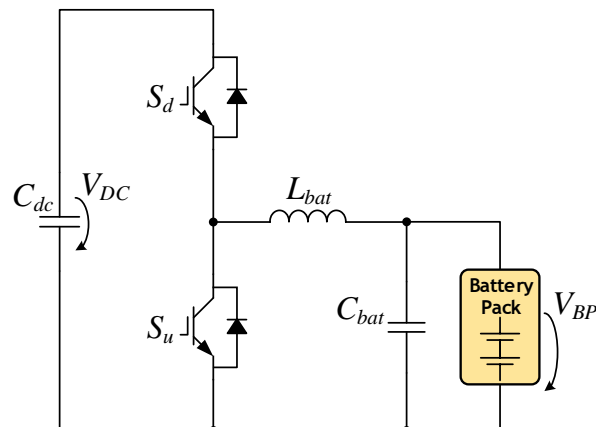 S_d
C_dc
V_DC
L_bat
S_u
C_bat
Battery
Pack
V_BP